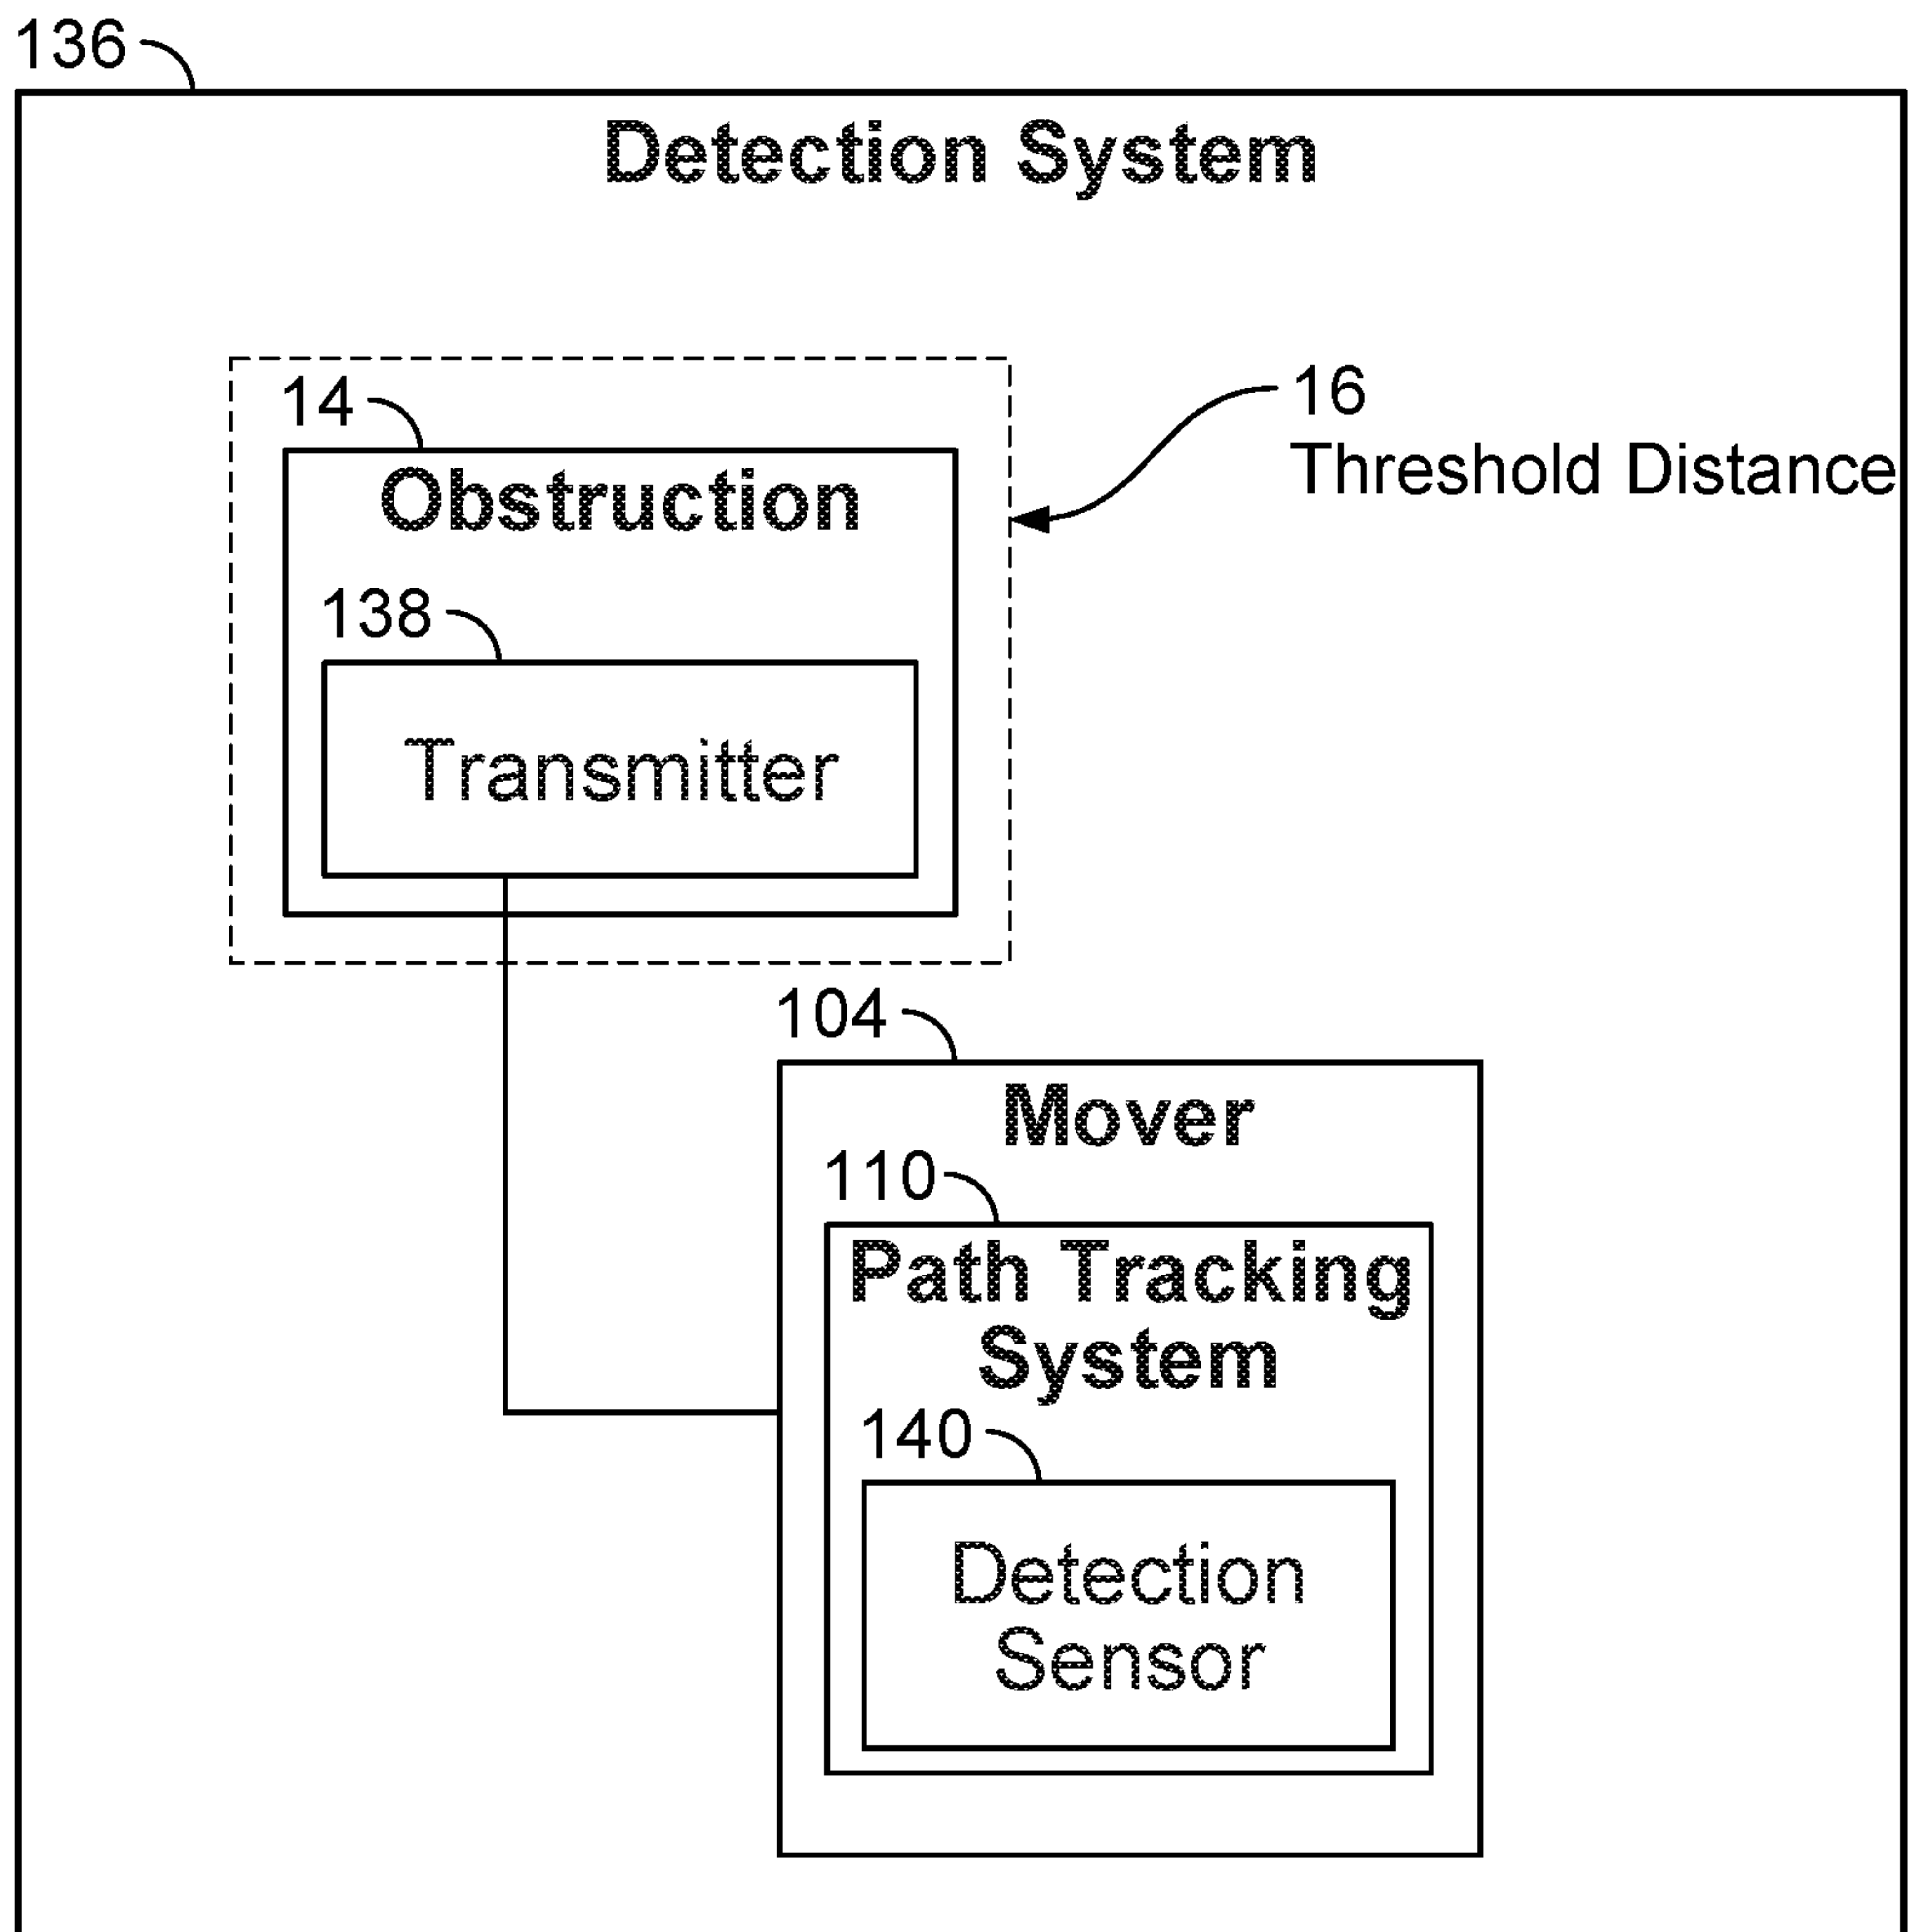 136
Detection System
14
16
Threshold Distance
Obstruction
138
Transmitter
104
Mover
110
Path Tracking
System
140
Detection
Sensor